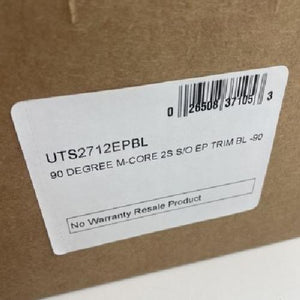 0 26508 37105 3
UTS2712EPBL
90 DEGREE M-CORE 2S S/O EP TRIM BL -90
No Warranty Resale Product